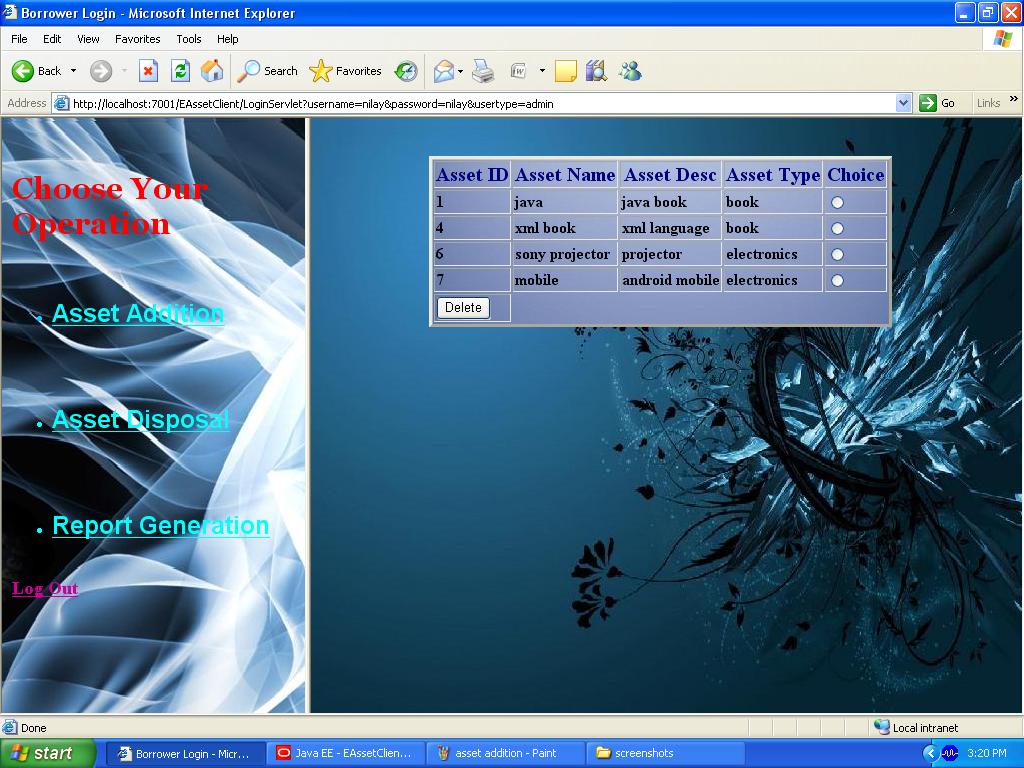 Borrower Login - Microsoft Internet Explorer
File Edit View Favorites Tools Help
Back Search Favorites
Address http://localhost:7001/EAssetClient/LoginServlet?username=nilay&password=nilay&usertype=admin Go Links »
Choose Your
Operation
• Asset Addition
• Asset Disposal
• Report Generation
Log Out
Asset ID Asset Name Asset Desc Asset Type Choice
1 java java book book
4 xml book xml language book
6 sony projector projector electronics
7 mobile android mobile electronics
Delete
Done Local intranet
start Borrower Login - Micr... Java EE - EAssetClien... asset addition - Paint screenshots 3:20 PM